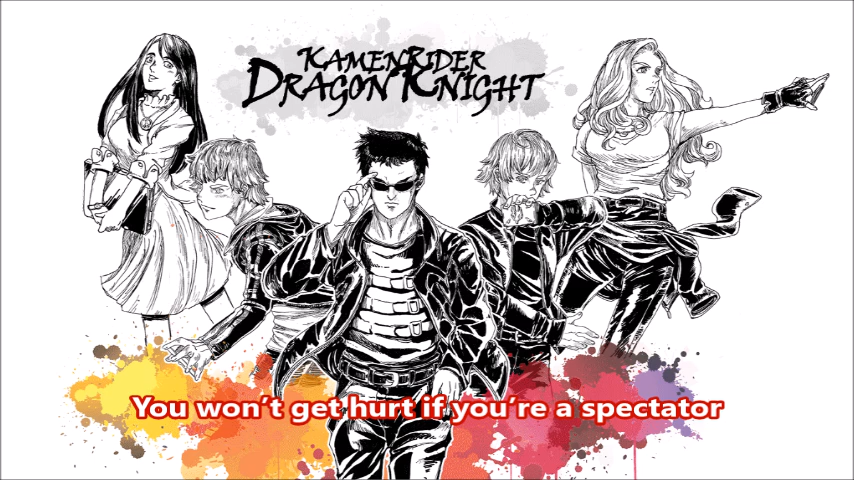 KAMEN RIDER
DRAGON KNIGHT
You won't get hurt if you're a spectator